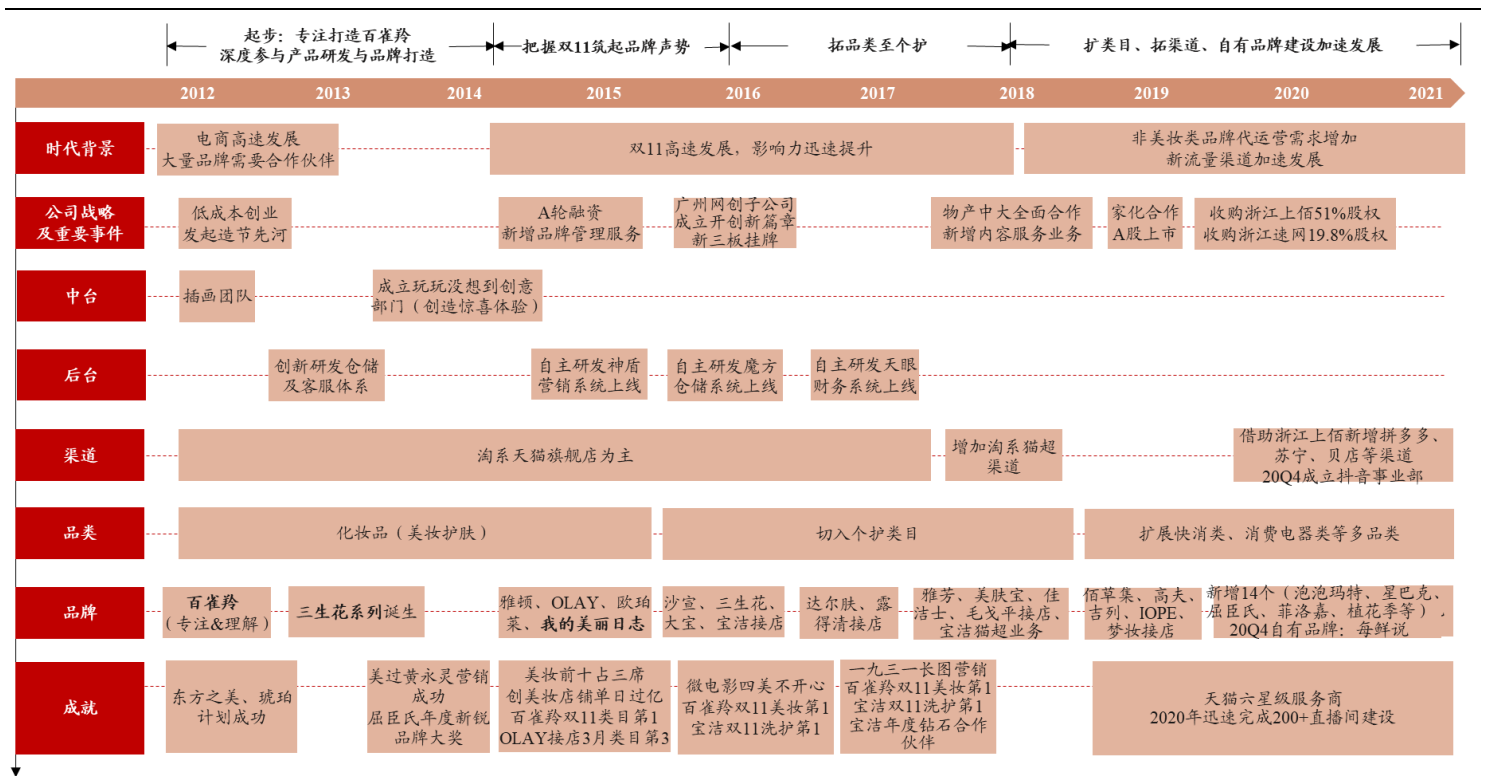 起步：专注打造百雀羚
深度参与产品研发与品牌打造
把握双11筑起品牌声势
拓品类至个护
扩类目、拓渠道、自有品牌建设加速发展
2012
2013
2014
2015
2016
2017
2018
2019
2020
2021
时代背景
电商高速发展
大量品牌需要合作伙伴
双11高速发展，影响力迅速提升
非美妆类品牌代运营需求增加
新流量渠道加速发展
公司战略
及重要事件
低成本创业
发起造节先河
A轮融资
新增品牌管理服务
广州网创子公司
成立开创新篇章
新三板挂牌
物产中大全面合作
新增内容服务业务
家化合作
A股上市
收购浙江上佰51%股权
收购浙江速网19.8%股权
中台
插画团队
成立玩玩没想到创意
部门（创造惊喜体验）
后台
创新研发仓储
及客服体系
自主研发神盾
营销系统上线
自主研发魔方
仓储系统上线
自主研发天眼
财务系统上线
渠道
淘系天猫旗舰店为主
增加淘系猫超
渠道
借助浙江上佰新增拼多多、
苏宁、贝店等渠道
20Q4成立抖音事业部
品类
化妆品（美妆护肤）
切入个护类目
扩展快消类、消费电器类等多品类
品牌
百雀羚
（专注&理解）
三生花系列诞生
雅顿、OLAY、欧珀
莱、我的美丽日志
沙宣、三生花、
大宝、宝洁接店
达尔肤、露
得清接店
雅芳、美肤宝、佳
洁士、毛戈平接店、
宝洁猫超业务
佰草集、高夫、
吉列、IOPE、
梦妆接店
新增14个（泡泡玛特、星巴克、
屈臣氏、菲洛嘉、植花季等）、
20Q4自有品牌：每鲜说
成就
东方之美、琥珀
计划成功
美过黄永灵营销
成功
屈臣氏年度新锐
品牌大奖
美妆前十占三席
创美妆店铺单日过亿
百雀羚双11类目第1
OLAY接店3月类目第3
微电影四美不开心
百雀羚双11美妆第1
宝洁双11洗护第1
一九三一长图营销
百雀羚双11美妆第1
宝洁双11洗护第1
宝洁年度钻石合作
伙伴
天猫六星级服务商
2020年迅速完成200+直播间建设